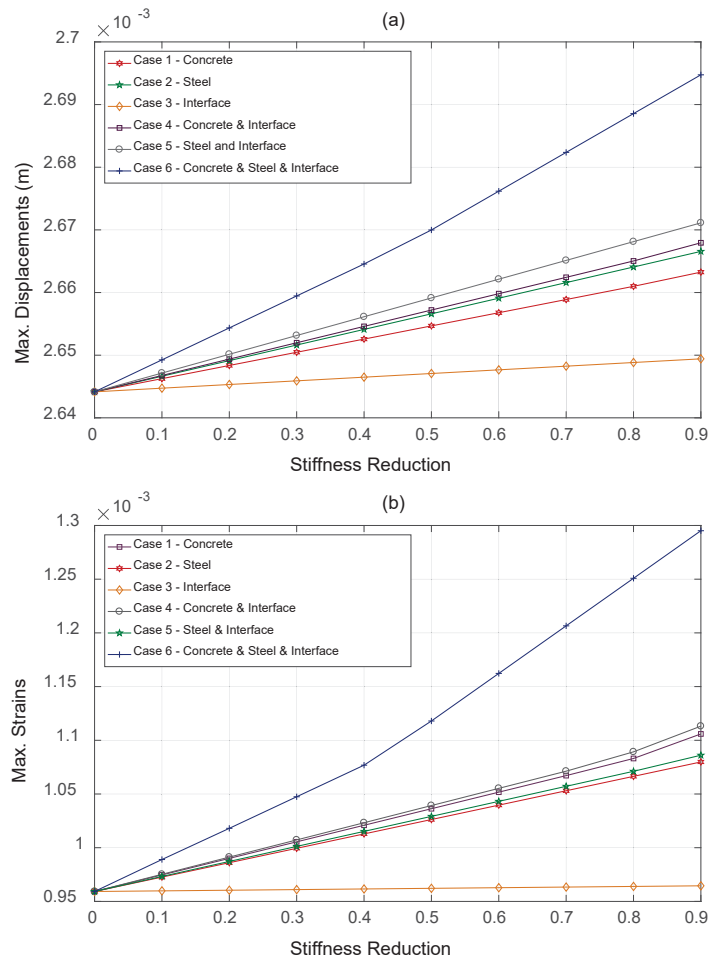 (a)
× 10 -3
2.7
2.69
2.68
2.67
2.66
2.65
2.64
Max. Displacements (m)
Case 1 - Concrete
Case 2 - Steel
Case 3 - Interface
Case 4 - Concrete & Interface
Case 5 - Steel and Interface
Case 6 - Concrete & Steel & Interface
0 0.1 0.2 0.3 0.4 0.5 0.6 0.7 0.8 0.9
Stiffness Reduction
(b)
× 10 -3
1.3
1.25
1.2
1.15
1.1
1.05
1
0.95
Max. Strains
Case 1 - Concrete
Case 2 - Steel
Case 3 - Interface
Case 4 - Concrete & Interface
Case 5 - Steel & Interface
Case 6 - Concrete & Steel & Interface
0 0.1 0.2 0.3 0.4 0.5 0.6 0.7 0.8 0.9
Stiffness Reduction